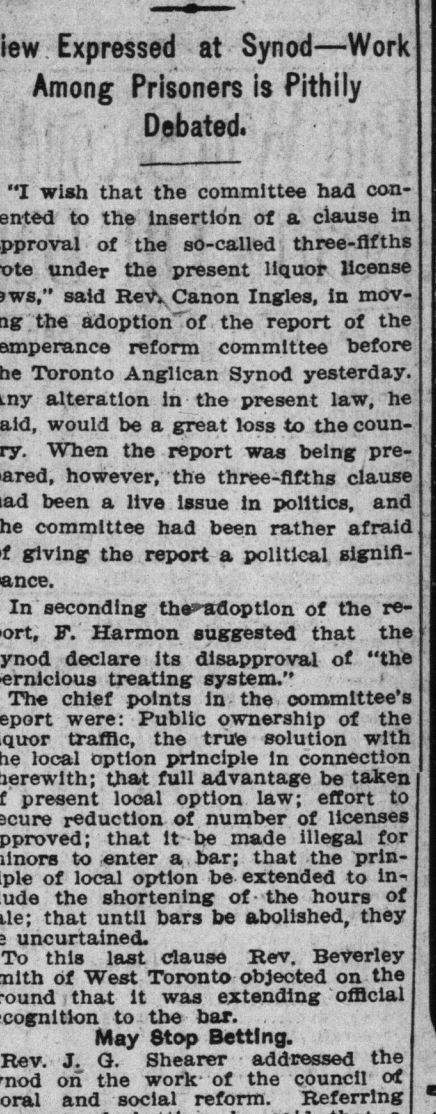 iew Expressed at Synod—Work
Among Prisoners is Pithily
Debated.
"I wish that the committee had con-
ented to the insertion of a clause in
pproval of the so-called three-fifths
ote under the present liquor license
aws," said Rev. Canon Ingles, in mov-
ng the adoption of the report of the
emperance reform committee before
he Toronto Anglican Synod yesterday.
Any alteration in the present law, he
aid, would be a great loss to the coun-
ry. When the report was being pre-
pared, however, the three-fifths clause
had been a live issue in politics, and
he committee had been rather afraid
of giving the report a political signifi-
ance.
In seconding the adoption of the re-
port, F. Harmon suggested that the
ynod declare its disapproval of "the
pernicious treating system."
The chief points in the committee's
report were: Public ownership of the
iquor traffic, the true solution with
he local option principle in connection
herewith; that full advantage be taken
f present local option law; effort to
ecure reduction of number of licenses
pproved; that it be made illegal for
minors to enter a bar; that the prin-
iple of local option be extended to in-
lude the shortening of the hours of
ale; that until bars be abolished, they
e uncurtained.
To this last clause Rev. Beverley
mith of West Toronto objected on the
round that it was extending official
ecognition to the bar.
May Stop Betting.
Rev. J. G. Shearer addressed the
ynod on the work of the council of
oral and social reform. Referring